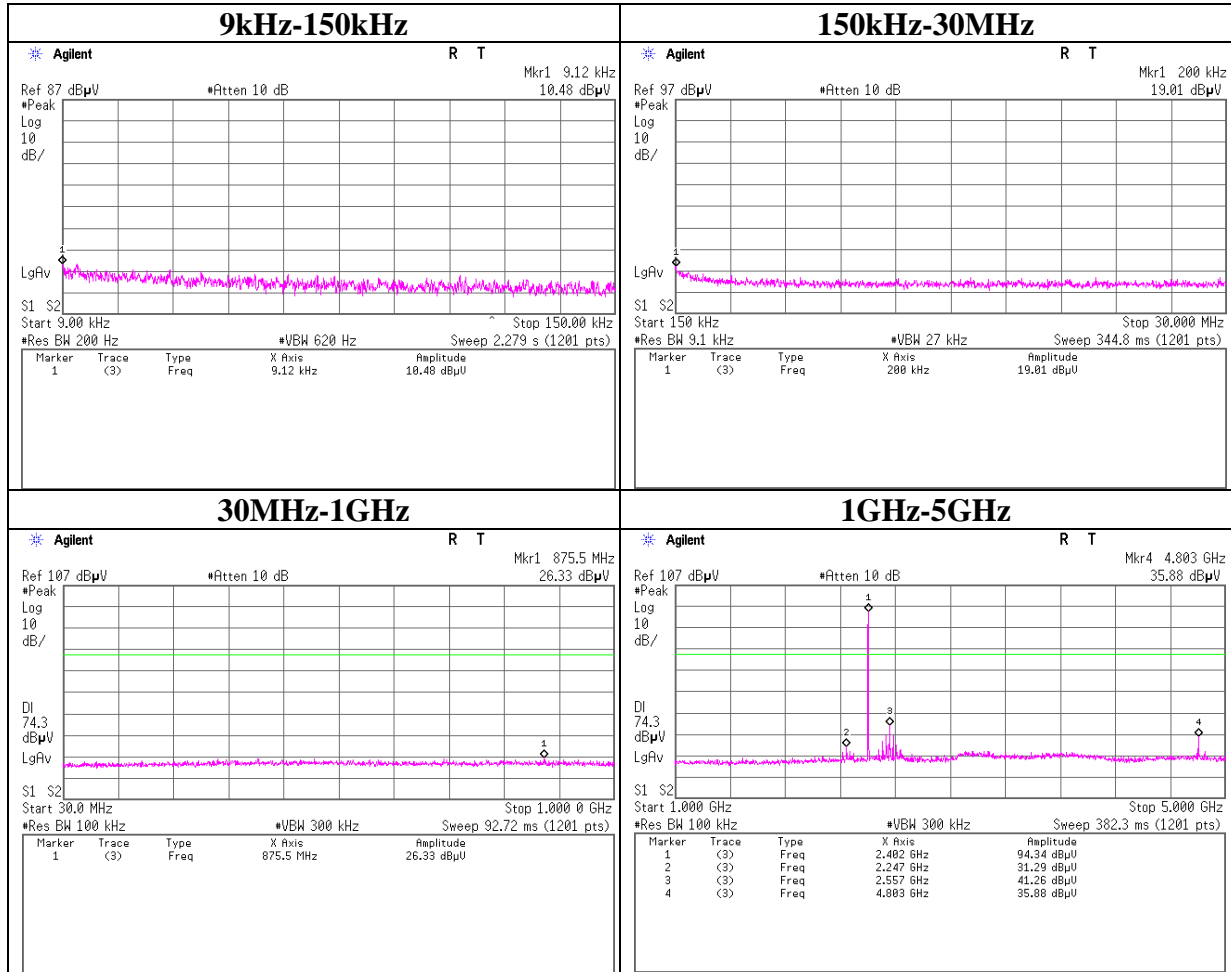 9kHz-150kHz
Agilent R T
Mkr1 9.12 kHz
Ref 87 dBµV #Atten 10 dB 10.48 dBµV
#Peak
Log
10
dB/
1
LgAv
S1 S2
Start 9.00 kHz ^ Stop 150.00 kHz
#Res BW 200 Hz #VBW 620 Hz Sweep 2.279 s (1201 pts)
Marker Trace Type X Axis Amplitude
1 (3) Freq 9.12 kHz 10.48 dBµV
150kHz-30MHz
Agilent R T
Mkr1 200 kHz
Ref 97 dBµV #Atten 10 dB 19.01 dBµV
#Peak
Log
10
dB/
1
LgAv
S1 S2
Start 150 kHz Stop 30.000 MHz
#Res BW 9.1 kHz #VBW 27 kHz Sweep 344.8 ms (1201 pts)
Marker Trace Type X Axis Amplitude
1 (3) Freq 200 kHz 19.01 dBµV
30MHz-1GHz
Agilent R T
Mkr1 875.5 MHz
Ref 107 dBµV #Atten 10 dB 26.33 dBµV
#Peak
Log
10
dB/
DI
74.3
dBµV
1
LgAv
S1 S2
Start 30.0 MHz Stop 1.000 0 GHz
#Res BW 100 kHz #VBW 300 kHz Sweep 92.72 ms (1201 pts)
Marker Trace Type X Axis Amplitude
1 (3) Freq 875.5 MHz 26.33 dBµV
1GHz-5GHz
Agilent R T
Mkr4 4.803 GHz
Ref 107 dBµV #Atten 10 dB 35.88 dBµV
#Peak
1
Log
10
dB/
DI
3
74.3
4
dBµV
2
LgAv
S1 S2
Start 1.000 GHz Stop 5.000 GHz
#Res BW 100 kHz #VBW 300 kHz Sweep 382.3 ms (1201 pts)
Marker Trace Type X Axis Amplitude
1 (3) Freq 2.402 GHz 94.34 dBµV
2 (3) Freq 2.247 GHz 31.29 dBµV
3 (3) Freq 2.557 GHz 41.26 dBµV
4 (3) Freq 4.803 GHz 35.88 dBµV